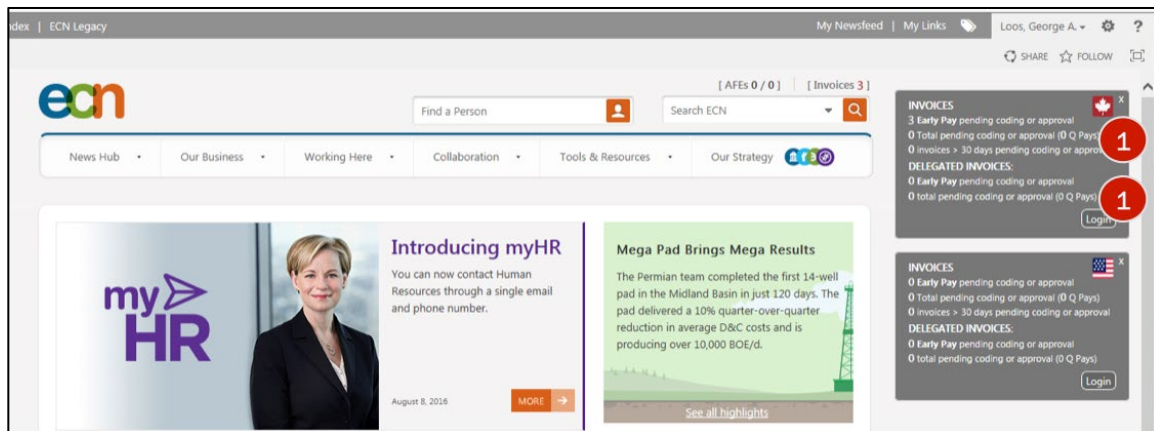 ndex | ECN Legacy
My Newsfeed | My Links
Loos, George A.
?
SHARE
FOLLOW
ecn
[ AFEs 0 / 0 ] [ Invoices 3 ]
Find a Person
Search ECN
News Hub
Our Business
Working Here
Collaboration
Tools & Resources
Our Strategy
my
HR
Introducing myHR
You can now contact Human
Resources through a single email
and phone number.
August 8, 2016
MORE
Mega Pad Brings Mega Results
The Permian team completed the first 14-well
pad in the Midland Basin in just 120 days. The
pad delivered a 10% quarter-over-quarter
reduction in average D&C costs and is
producing over 10,000 BOE/d.
See all highlights
INVOICES
x
3 Early Pay pending coding or approval
0 Total pending coding or approval (0 Q Pays)
1
0 invoices > 30 days pending coding or approv
DELEGATED INVOICES:
0 Early Pay pending coding or approval
0 total pending coding or approval (0 Q Pays)
1
Login
INVOICES
x
0 Early Pay pending coding or approval
0 Total pending coding or approval (0 Q Pays)
0 invoices > 30 days pending coding or approval
DELEGATED INVOICES:
0 Early Pay pending coding or approval
0 total pending coding or approval (0 Q Pays)
Login